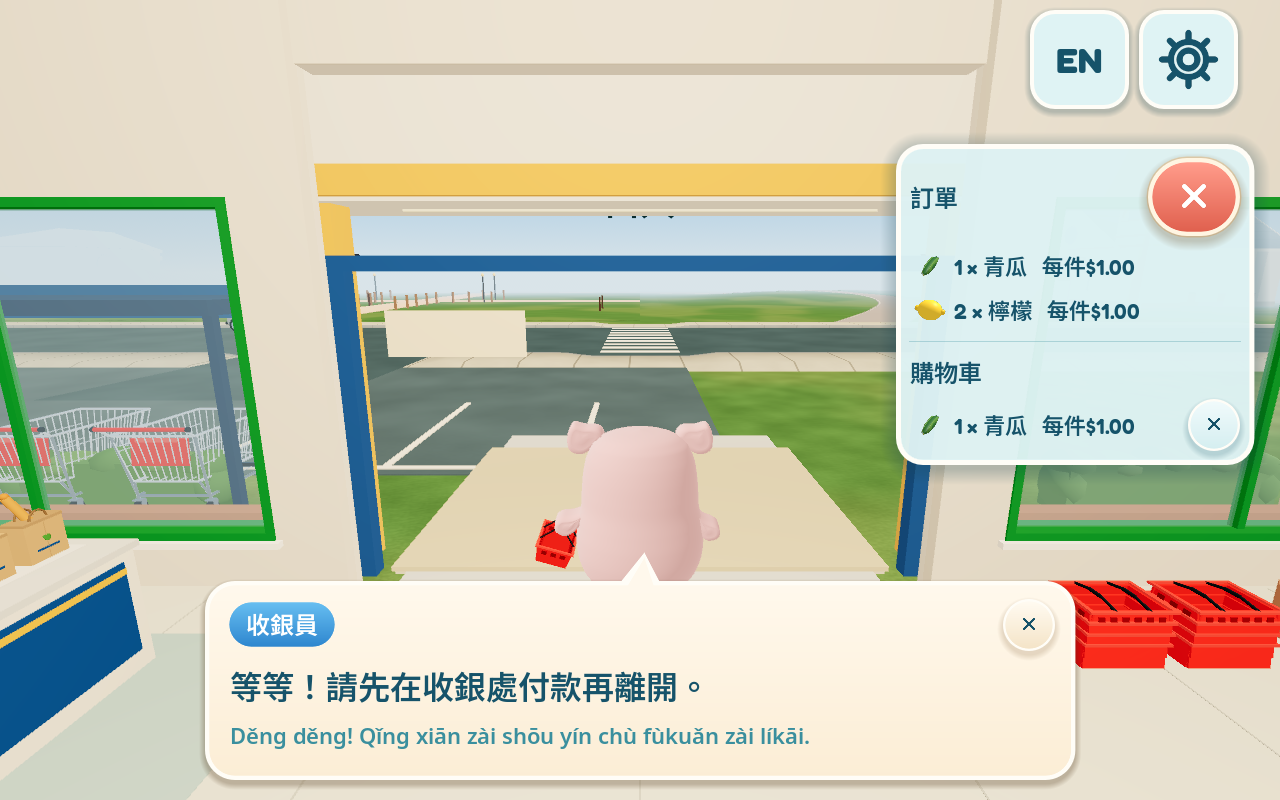 EN
訂單
1 × 青瓜 每件$1.00
2 × 檸檬 每件$1.00
購物車
1 × 青瓜 每件$1.00
收銀員
等等！請先在收銀處付款再離開。
Děng děng! Qǐng xiān zài shōu yín chù fùkuǎn zài líkāi.